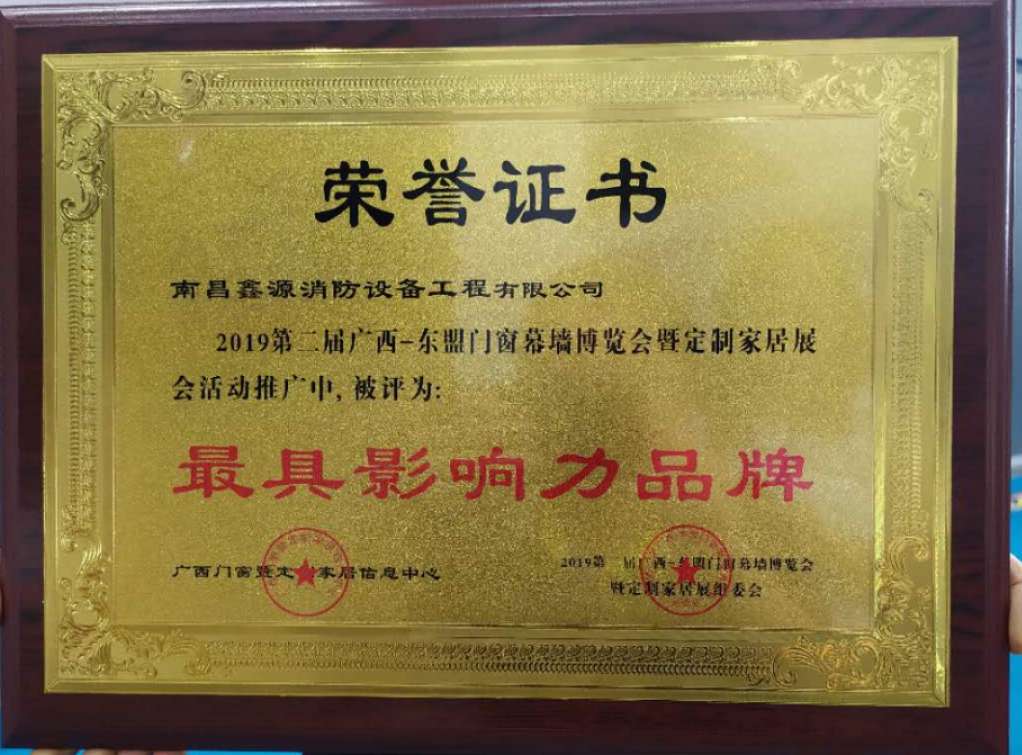 荣誉证书
南昌鑫源消防设备工程有限公司
2019第二届广西-东盟门窗幕墙博览会暨定制家居展
会活动推广中, 被评为:
最具影响力品牌
广西门窗暨定 家居信息中心
2019第 届广西-东盟门窗幕墙博览会
暨定制家居展组委会